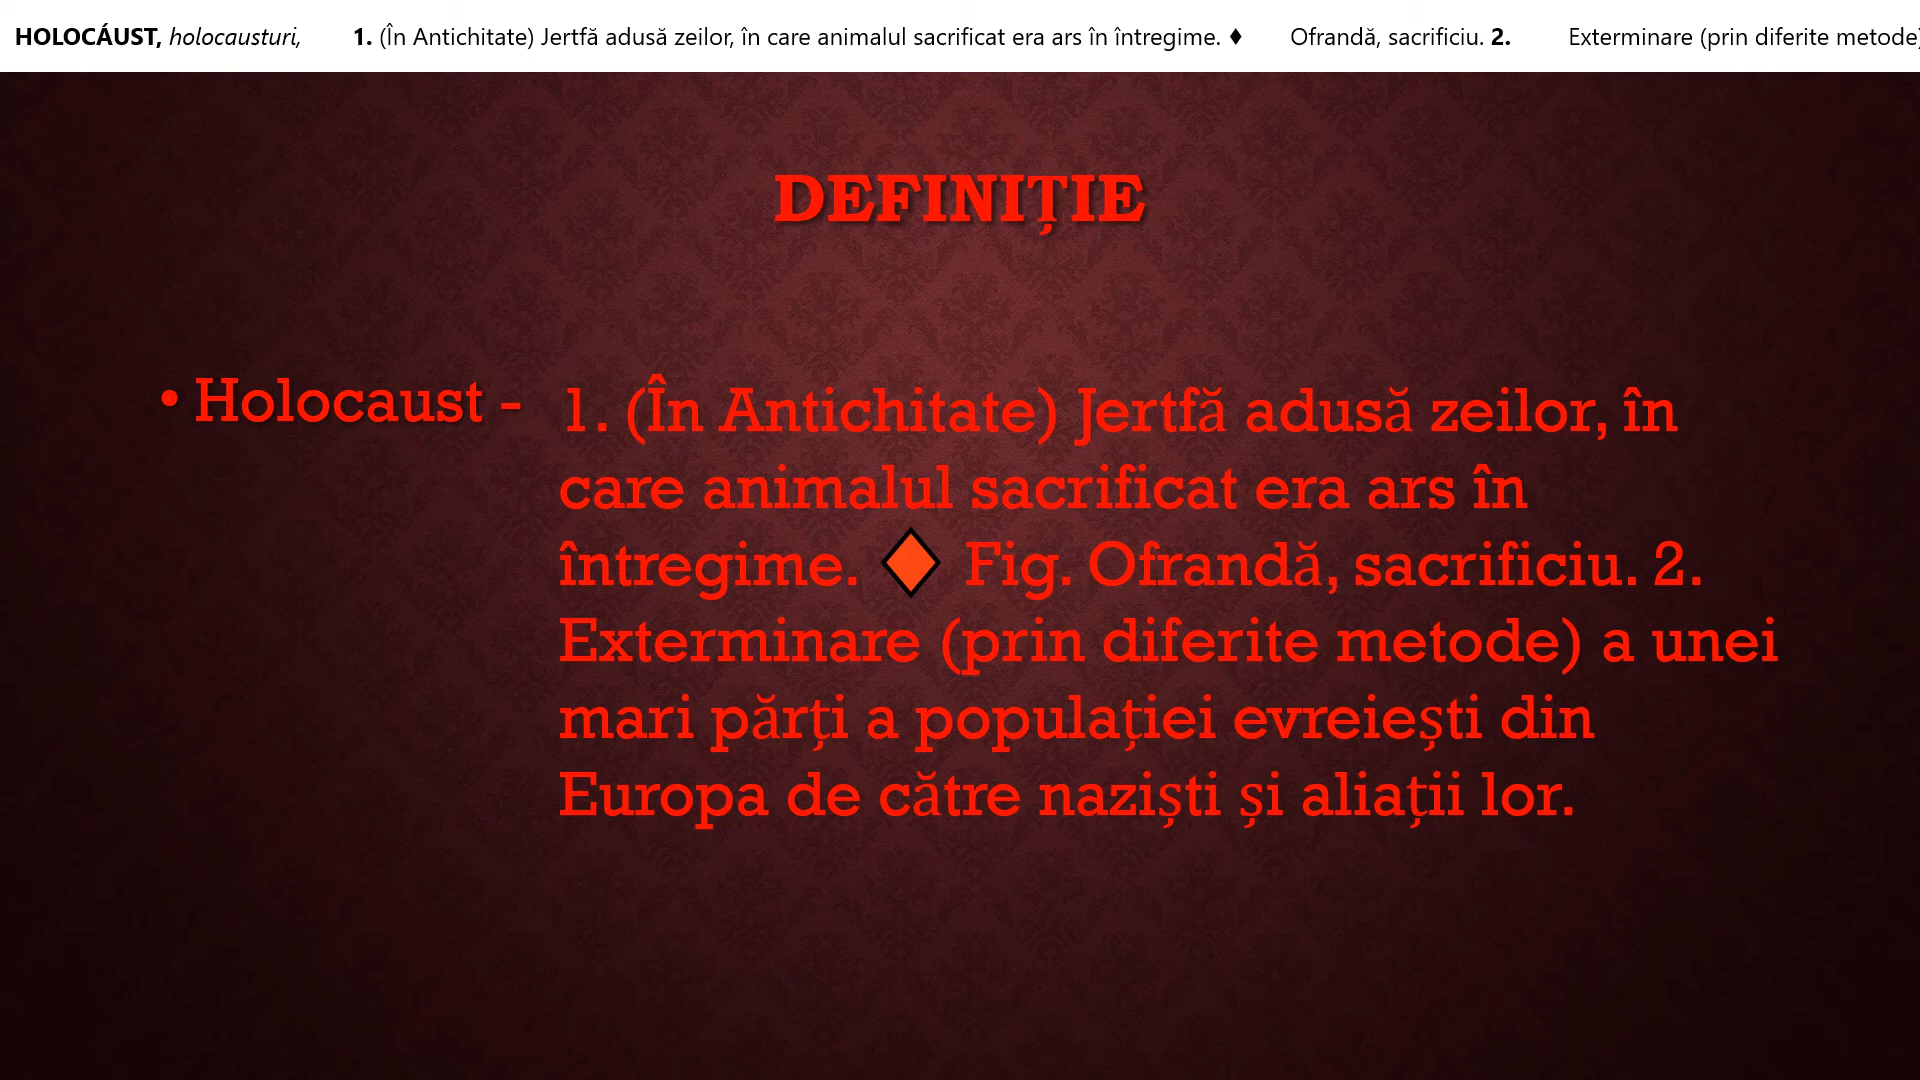 HOLOCÁUST, holocausturi, 1. (În Antichitate) Jertfă adusă zeilor, în care animalul sacrificat era ars în întregime. ♦ Ofrandă, sacrificiu. 2. Exterminare (prin diferite metode)
DEFINIȚIE
• Holocaust - 1. (În Antichitate) Jertfă adusă zeilor, în
care animalul sacrificat era ars în
întregime. ♦ Fig. Ofrandă, sacrificiu. 2.
Exterminare (prin diferite metode) a unei
mari părți a populației evreiești din
Europa de către naziști și aliații lor.